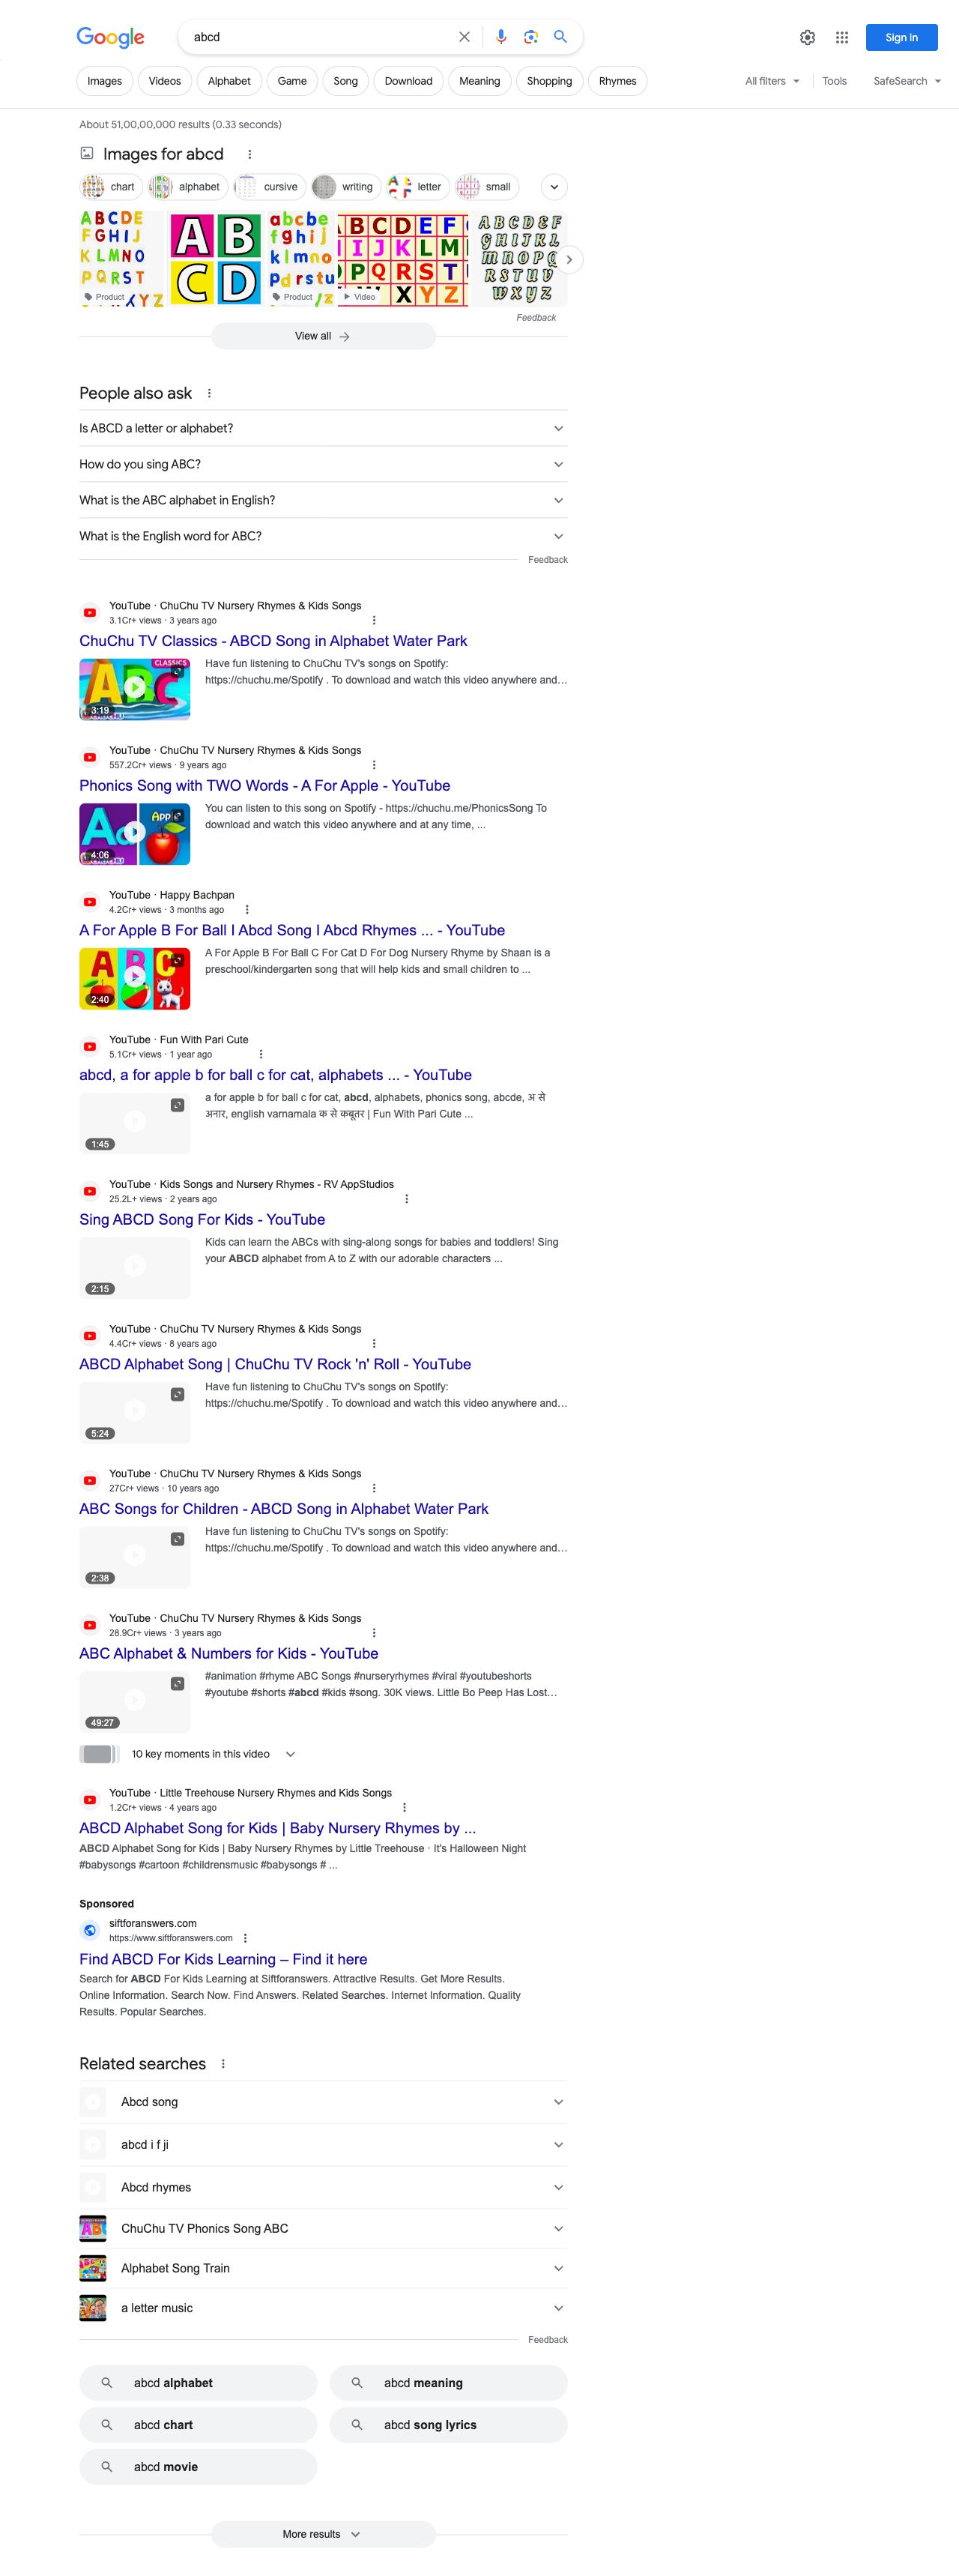 Google
abcd
Sign in
Images
Videos
Alphabet
Game
Song
Download
Meaning
Shopping
Rhymes
All filters
Tools
SafeSearch
About 51,00,00,000 results (0.33 seconds)
Images for abcd
chart
alphabet
cursive
writing
letter
small
Product
Product
Video
Feedback
View all
People also ask
Is ABCD a letter or alphabet?
How do you sing ABC?
What is the ABC alphabet in English?
What is the English word for ABC?
Feedback
YouTube · ChuChu TV Nursery Rhymes & Kids Songs
3.1Cr+ views · 3 years ago
ChuChu TV Classics - ABCD Song in Alphabet Water Park
CLASSICS
ABC
3:19
Have fun listening to ChuChu TV's songs on Spotify:
https://chuchu.me/Spotify . To download and watch this video anywhere and...
YouTube · ChuChu TV Nursery Rhymes & Kids Songs
557.2Cr+ views · 9 years ago
Phonics Song with TWO Words - A For Apple - YouTube
4:06
You can listen to this song on Spotify - https://chuchu.me/PhonicsSong To
download and watch this video anywhere and at any time, ...
YouTube · Happy Bachpan
4.2Cr+ views · 3 months ago
A For Apple B For Ball I Abcd Song I Abcd Rhymes ... - YouTube
ABC
2:40
A For Apple B For Ball C For Cat D For Dog Nursery Rhyme by Shaan is a
preschool/kindergarten song that will help kids and small children to ...
YouTube · Fun With Pari Cute
5.1Cr+ views · 1 year ago
abcd, a for apple b for ball c for cat, alphabets ... - YouTube
1:45
a for apple b for ball c for cat, abcd, alphabets, phonics song, abcde, अ से
अनार, english varnamala क से कबूतर | Fun With Pari Cute ...
YouTube · Kids Songs and Nursery Rhymes - RV AppStudios
25.2L+ views · 2 years ago
Sing ABCD Song For Kids - YouTube
2:15
Kids can learn the ABCs with sing-along songs for babies and toddlers! Sing
your ABCD alphabet from A to Z with our adorable characters ...
YouTube · ChuChu TV Nursery Rhymes & Kids Songs
4.4Cr+ views · 8 years ago
ABCD Alphabet Song | ChuChu TV Rock 'n' Roll - YouTube
5:24
Have fun listening to ChuChu TV's songs on Spotify:
https://chuchu.me/Spotify . To download and watch this video anywhere and...
YouTube · ChuChu TV Nursery Rhymes & Kids Songs
27Cr+ views · 10 years ago
ABC Songs for Children - ABCD Song in Alphabet Water Park
2:38
Have fun listening to ChuChu TV's songs on Spotify:
https://chuchu.me/Spotify . To download and watch this video anywhere and...
YouTube · ChuChu TV Nursery Rhymes & Kids Songs
28.9Cr+ views · 3 years ago
ABC Alphabet & Numbers for Kids - YouTube
49:27
#animation #rhyme ABC Songs #nurseryrhymes #viral #youtubeshorts
#youtube #shorts #abcd #kids #song. 30K views. Little Bo Peep Has Lost...
10 key moments in this video
YouTube · Little Treehouse Nursery Rhymes and Kids Songs
1.2Cr+ views · 4 years ago
ABCD Alphabet Song for Kids | Baby Nursery Rhymes by ...
ABCD Alphabet Song for Kids | Baby Nursery Rhymes by Little Treehouse · It's Halloween Night
#babysongs #cartoon #childrensmusic #babysongs # ...
Sponsored
siftforanswers.com
https://www.siftforanswers.com
Find ABCD For Kids Learning – Find it here
Search for ABCD For Kids Learning at Siftforanswers. Attractive Results. Get More Results.
Online Information. Search Now. Find Answers. Related Searches. Internet Information. Quality
Results. Popular Searches.
Related searches
Abcd song
abcd i f ji
Abcd rhymes
ChuChu TV Phonics Song ABC
Alphabet Song Train
a letter music
Feedback
abcd alphabet
abcd meaning
abcd chart
abcd song lyrics
abcd movie
More results